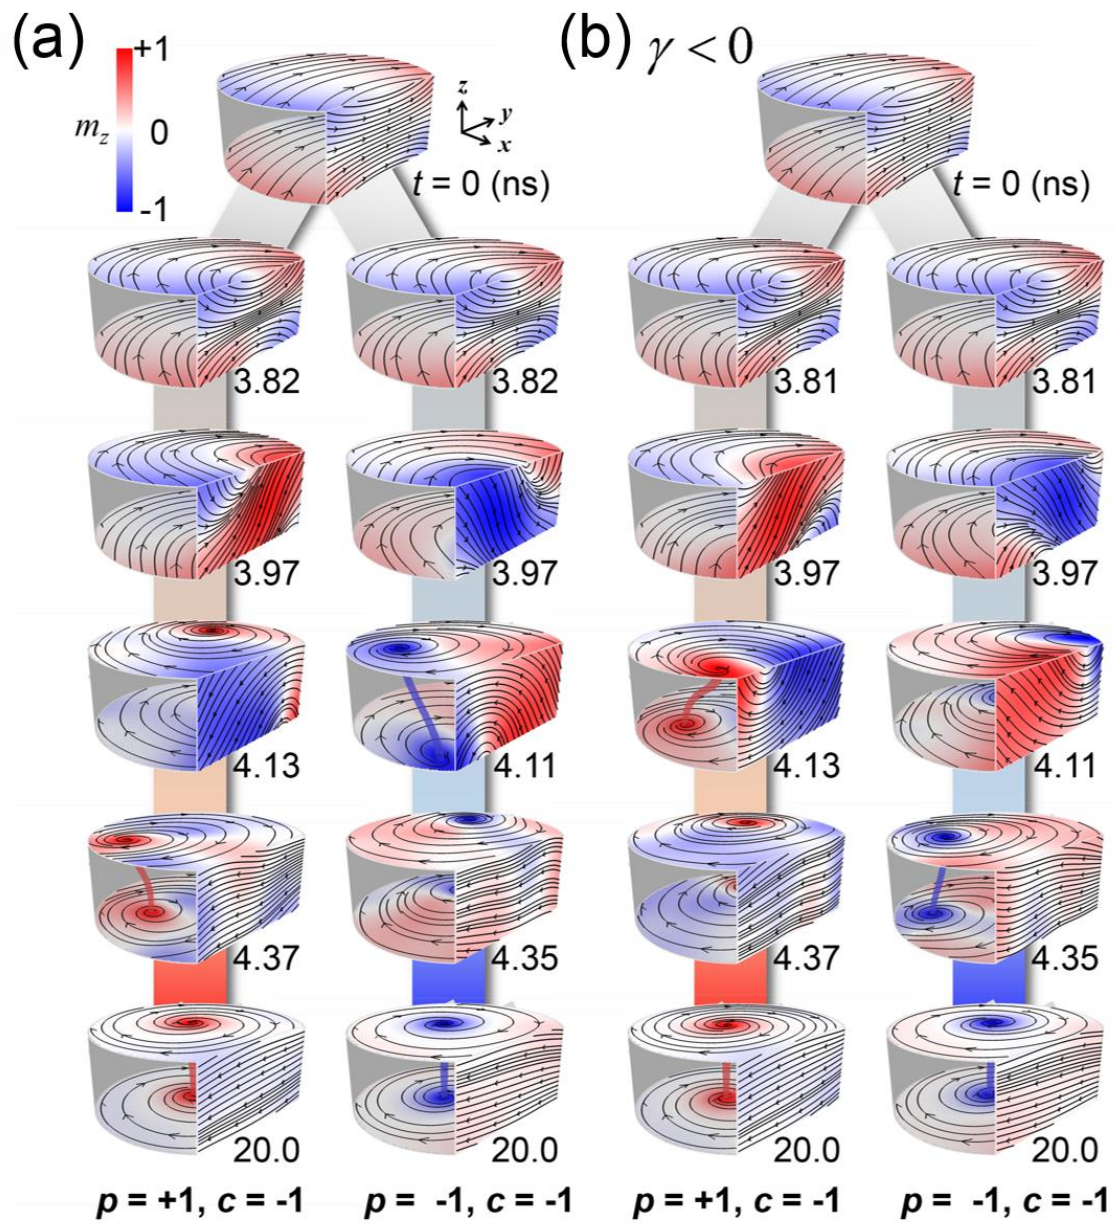 (a)
+1
m_z 0
-1
z
y
x
t = 0 (ns)
(b) γ < 0
t = 0 (ns)
3.82 3.82 3.81 3.81
3.97 3.97 3.97 3.97
4.13 4.11 4.13 4.11
4.37 4.35 4.37 4.35
20.0 20.0 20.0 20.0
p = +1, c = -1 p = -1, c = -1 p = +1, c = -1 p = -1, c = -1